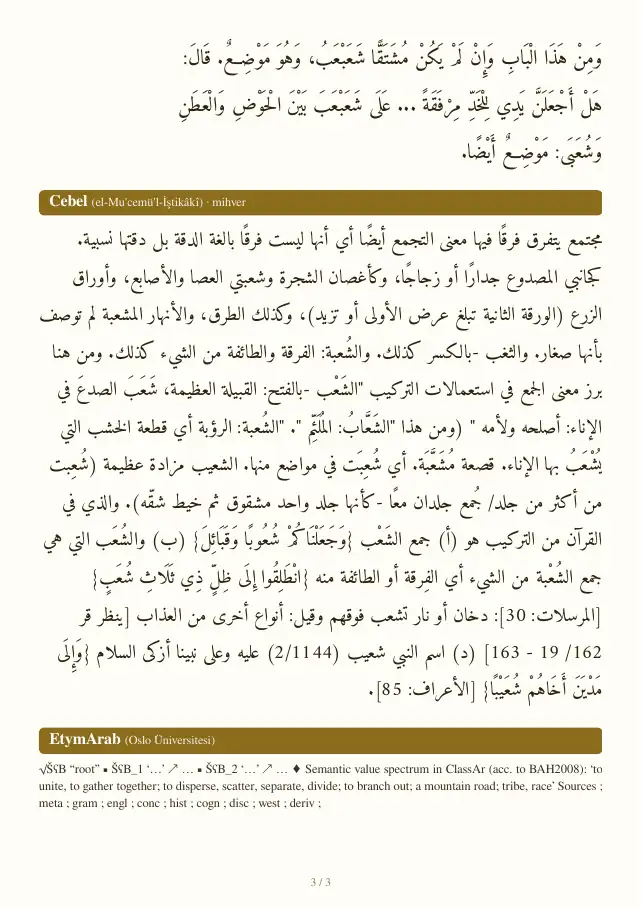 وَمِنْ هَذَا الْبَابِ وَإِنْ لَمْ يَكُنْ مُشْتَقًّا شَعَبْعَبُ، وَهُوَ مَوْضِعٌ. قَالَ:
هَلْ أَجْعَلَنَّ يَدِي لِلْخَدِّ مِرْفَقَةً ... عَلَى شَعَبْعَبَ بَيْنَ الْحَوْضِ وَالْعَطَنِ
وَشُعَبَى: مَوْضِعٌ أَيْضًا.
Cebel (el-Mu'cemü'l-İştikâkî) · mihver
مجتمع يتفرق فرقًا فيها معنى التجمع أيضًا أي أنها ليست فرقًا بالغة الدقة بل دقتها نسبية.
كجانبي المصدوع جدارًا أو زجاجًا، وكأغصان الشجرة وشعبتي العصا والأصابع، وأوراق
الزرع (الورقة الثانية تبلغ عرض الأولى أو تزيد)، وكذلك الطرق، والأنهار المشعبة لم توصف
بأنها صغار. والثغب -بالكسر كذلك. والشُعبة: الفرقة والطائفة من الشيء كذلك. ومن هنا
برز معنى الجمع في استعمالات التركيب "الشَعْب -بالفتح: القبيلة العظيمة، شَعَبَ الصدعَ في
الإناء: أصلحه ولأمه " (ومن هذا "الشَعَّابُ: المُلَئِّم ". "الشُعبة: الرؤبة أي قطعة الخشب التي
يُشْعَبُ بها الإناء. قصعة مُشَعَّبَة. أي شُعِبَت في مواضع منها. الشعيب مزادة عظيمة (شُعِبت
من أكثر من جلد/ جُمع جلدان معًا -كأنها جلد واحد مشقوق ثم خيط شقّه). والذي في
القرآن من التركيب هو (أ) جمع الشَعْب {وَجَعَلْنَاكُمْ شُعُوبًا وَقَبَائِلَ} (ب) والشُعَب التي هي
جمع الشُعْبة من الشيء أي الفِرقة أو الطائفة منه {انْطَلِقُوا إِلَى ظِلٍّ ذِي ثَلَاثِ شُعَبٍ}
[المرسلات: 30]: دخان أو نار تشعب فوقهم وقيل: أنواع أخرى من العذاب [ينظر قر
162/ 19 - 163] (د) اسم النبي شعيب (2/1144) عليه وعلى نبينا أزكى السلام {وَإِلَى
مَدْيَنَ أَخَاهُمْ شُعَيْبًا} [الأعراف: 85].
EtymArab (Oslo Üniversitesi)
√ŠʕB “root” ▪ ŠʕB_1 ‘…’ ↗ … ▪ ŠʕB_2 ‘…’ ↗ … ♦ Semantic value spectrum in ClassAr (acc. to BAH2008): ‘to
unite, to gather together; to disperse, scatter, separate, divide; to branch out; a mountain road; tribe, race’ Sources ;
meta ; gram ; engl ; conc ; hist ; cogn ; disc ; west ; deriv ;
3 / 3